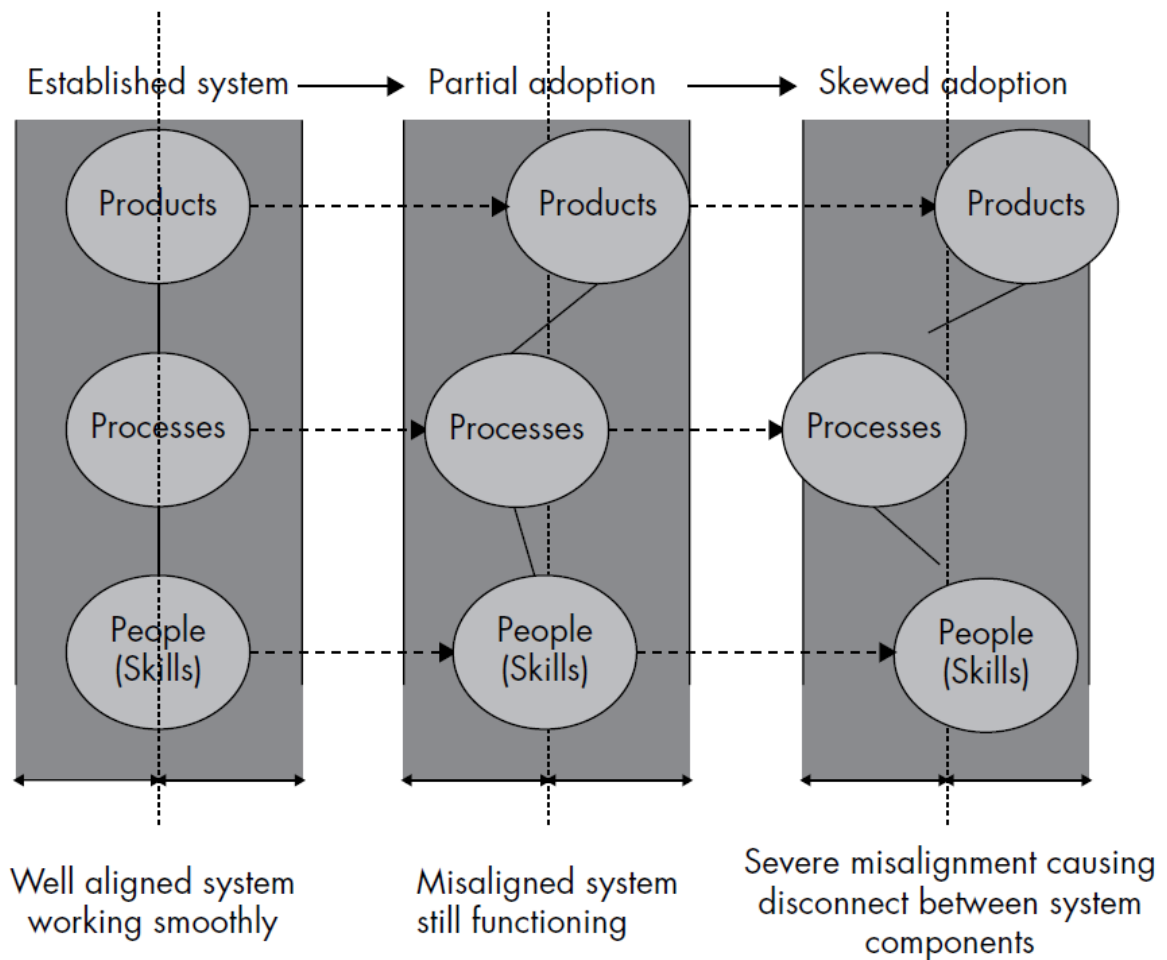 Established system
Partial adoption
Skewed adoption
Products
Products
Products
Processes
Processes
Processes
People
(Skills)
People
(Skills)
People
(Skills)
Well aligned system
working smoothly
Misaligned system
still functioning
Severe misalignment causing
disconnect between system
components